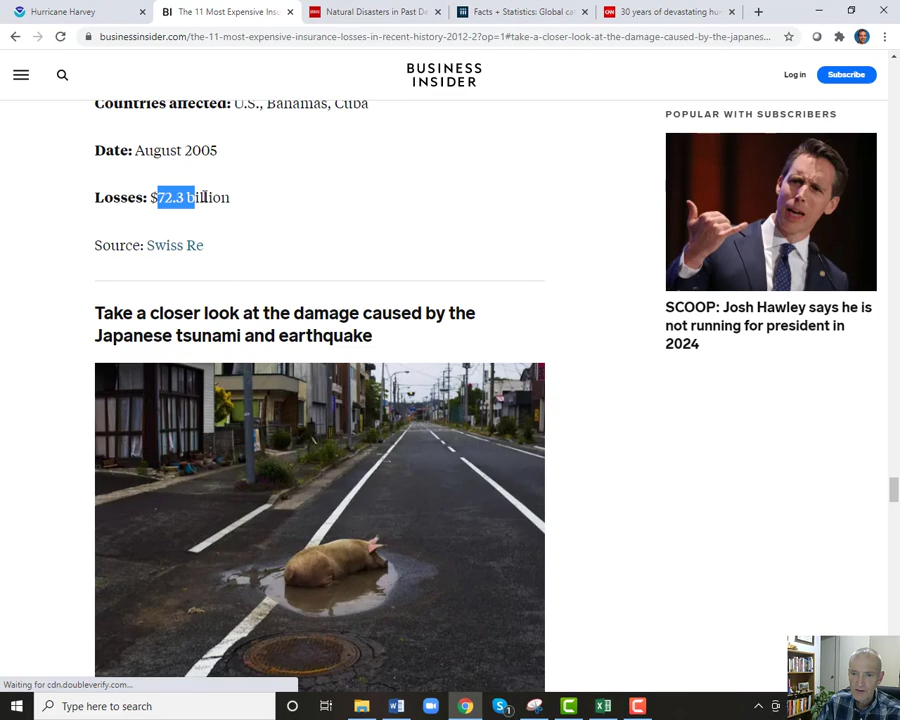 Hurricane Harvey
BI
The 11 Most Expensive Insu
Natural Disasters in Past De
Facts + Statistics: Global ca
CNN
30 years of devastating hur
businessinsider.com/the-11-most-expensive-insurance-losses-in-recent-history-2012-2?op=1#take-a-closer-look-at-the-damage-caused-by-the-japanes...
BUSINESS
INSIDER
Log in
Subscribe
Countries affected: U.S., Bahamas, Cuba
Date: August 2005
Losses: $72.3 billion
Source: Swiss Re
Take a closer look at the damage caused by the
Japanese tsunami and earthquake
POPULAR WITH SUBSCRIBERS
SCOOP: Josh Hawley says he is
not running for president in
2024
Waiting for cdn.doubleverify.com...
Type here to search